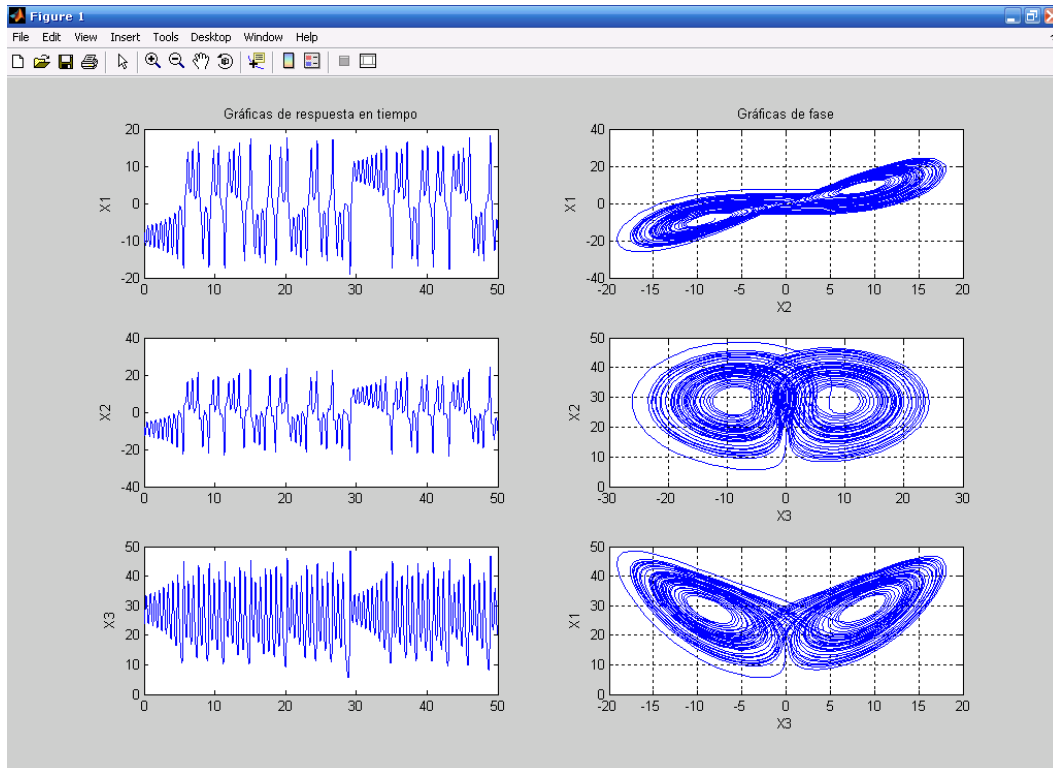 Figure 1
File Edit View Insert Tools Desktop Window Help
Gráficas de respuesta en tiempo
20
10
0
-10
-20
X1
0 10 20 30 40 50
40
20
0
-20
-40
X2
0 10 20 30 40 50
50
40
30
20
10
0
X3
0 10 20 30 40 50
Gráficas de fase
40
20
0
-20
-40
X1
-20 -15 -10 -5 0 5 10 15 20
X2
50
40
30
20
10
0
X2
-30 -20 -10 0 10 20 30
X3
50
40
30
20
10
0
X1
-20 -15 -10 -5 0 5 10 15 20
X3